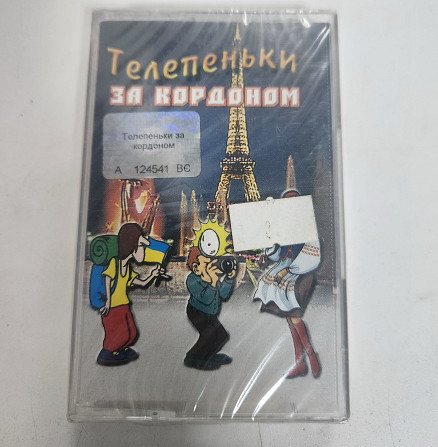 Телепеньки
ЗА КОРДОНОМ
Телепеньки за
кордоном
А 124541 ВЄ